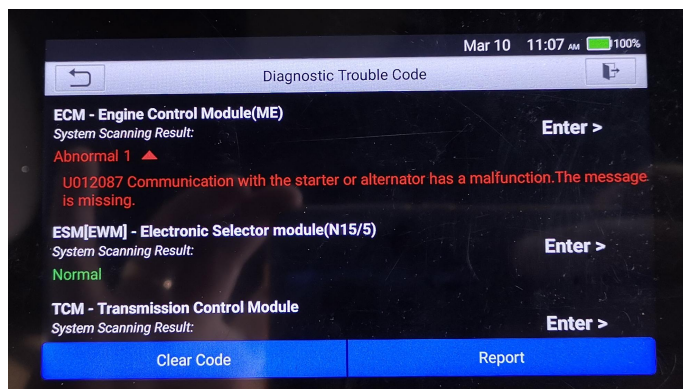 Mar 10 11:07 AM 100%
Diagnostic Trouble Code
ECM - Engine Control Module(ME)
System Scanning Result:
Enter >
Abnormal 1
U012087 Communication with the starter or alternator has a malfunction.The message
is missing.
ESM[EWM] - Electronic Selector module(N15/5)
System Scanning Result:
Enter >
Normal
TCM - Transmission Control Module
System Scanning Result:
Enter >
Clear Code
Report